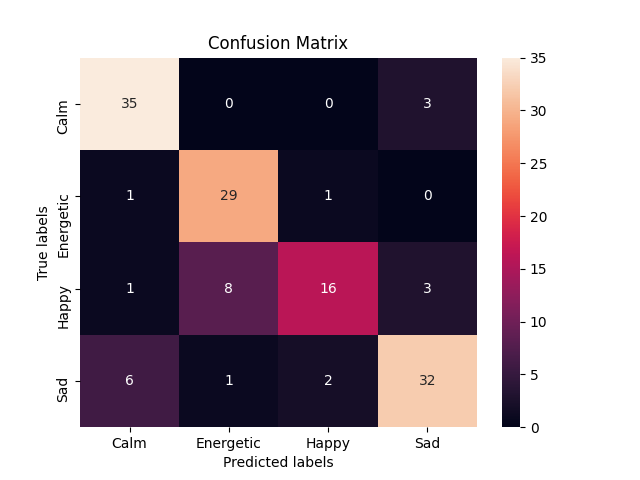 Confusion Matrix
True labels
Calm
35
0
0
3
Energetic
1
29
1
0
Happy
1
8
16
3
Sad
6
1
2
32
Calm
Energetic
Happy
Sad
Predicted labels
35
30
25
20
15
10
5
0